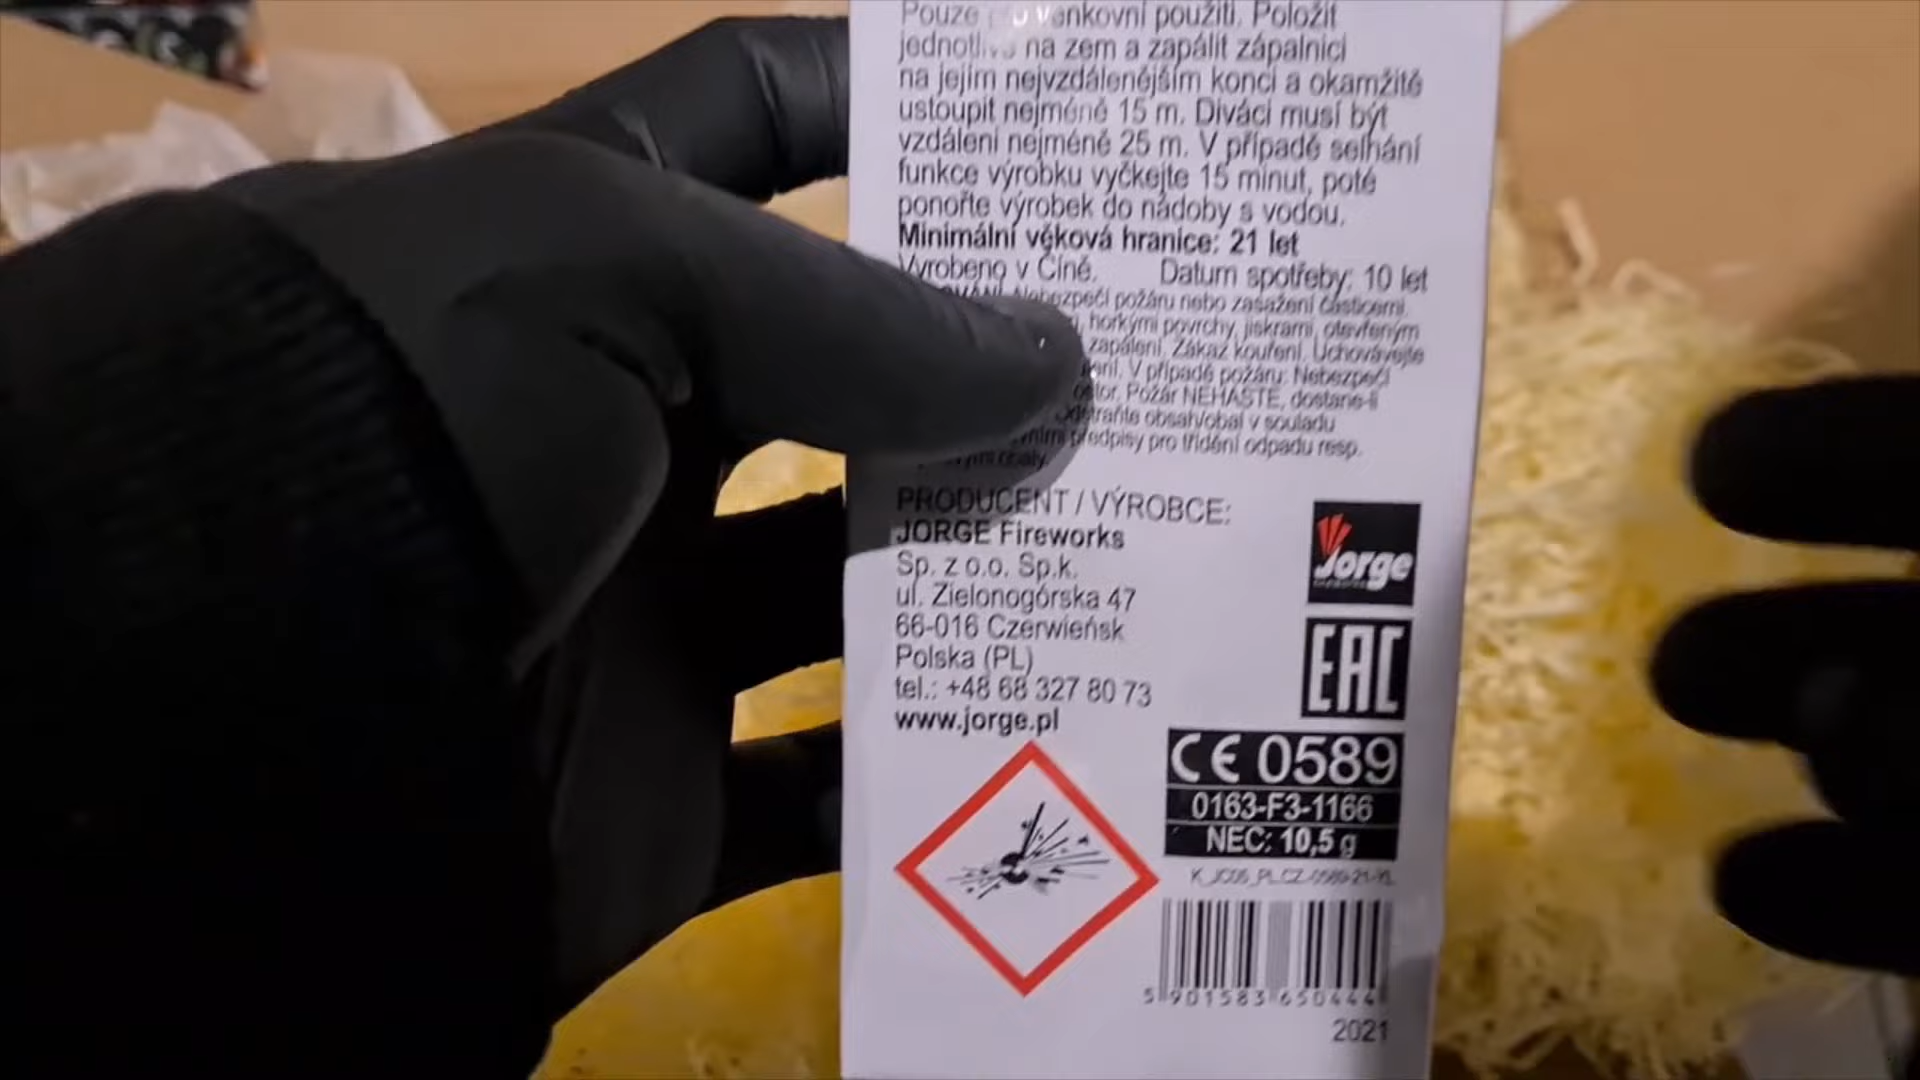 Pouze venkovní použití. Položit
na zem a zapálit zápalnici
na jejím nejvzdálenějším konci a okamžitě
ustoupit nejméně 15 m. Diváci musí být
vzdáleni nejméně 25 m. V případě selhání
funkce výrobku vyčkejte 15 minut, poté
ponořte výrobek do nádoby s vodou.
Minimální věková hranice: 21 let
Vyrobeno v Číně. Datum spotřeby: 10 let
Nebezpečí požáru nebo zasažení částicemi.
horkými povrchy, jiskrami, otevřeným
zapálení. Zákaz kouření. Uchovávejte
V případě požáru: Nebezpečí
Požár NEHASTE, dostane-li
Odstraňte obsah/obal v souladu
předpisy pro třídění odpadu resp.
PRODUCENT / VÝROBCE:
JORGE Fireworks
Sp. z o.o. Sp.k.
ul. Zielonogórska 47
66-016 Czerwieńsk
Polska (PL)
tel.: +48 68 327 80 73
www.jorge.pl
Jorge
EAC
CE 0589
0163-F3-1166
NEC: 10,5 g
5 901583 650444
2021